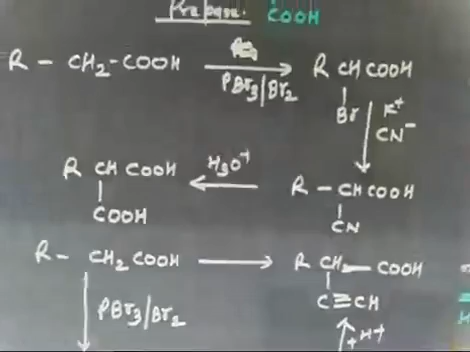 Prepare. COOH
R - CH2-COOH PBr3/Br2 R CH COOH
Br K+
CN-
R CH COOH H3O+ R - CH COOH
COOH CN
R - CH2 COOH R CH - COOH
PBr3/Br2 C≡CH
+H+